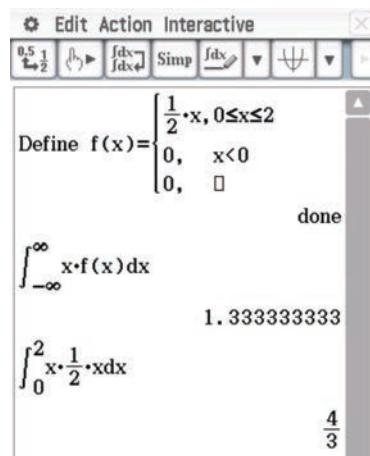 Edit Action Interactive
0.5 1 2 ∫dx ∫dx Simp ∫dx
Define f(x)={ 1/2·x, 0≤x≤2
0, x<0
0, □
done
∫_{-∞}^{∞} x·f(x)dx
1.333333333
∫_0^2 x·1/2·xdx
4/3